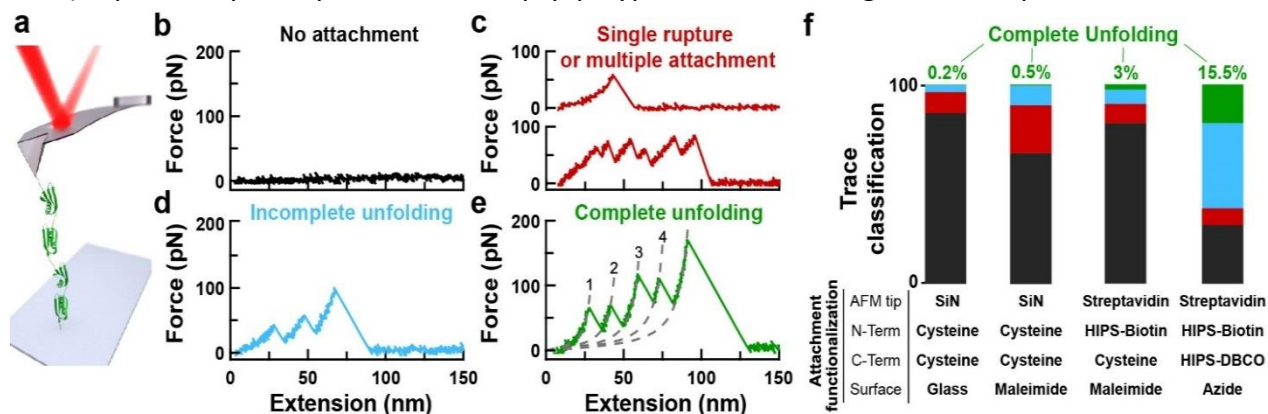 a
b
No attachment
200
100
0
Force (pN)
c
Single rupture
or multiple attachment
100
0
100
0
Force (pN)
d
Incomplete unfolding
200
100
0
Force (pN)
0 50 100 150
Extension (nm)
e
Complete unfolding
200
100
0
Force (pN)
1 2 3 4
0 50 100 150
Extension (nm)
f
Complete Unfolding
0.2% 0.5% 3% 15.5%
100
0
Trace
classification
Attachment
functionalization
AFM tip SiN SiN Streptavidin Streptavidin
N-Term Cysteine Cysteine HIPS-Biotin HIPS-Biotin
C-Term Cysteine Cysteine Cysteine HIPS-DBCO
Surface Glass Maleimide Maleimide Azide